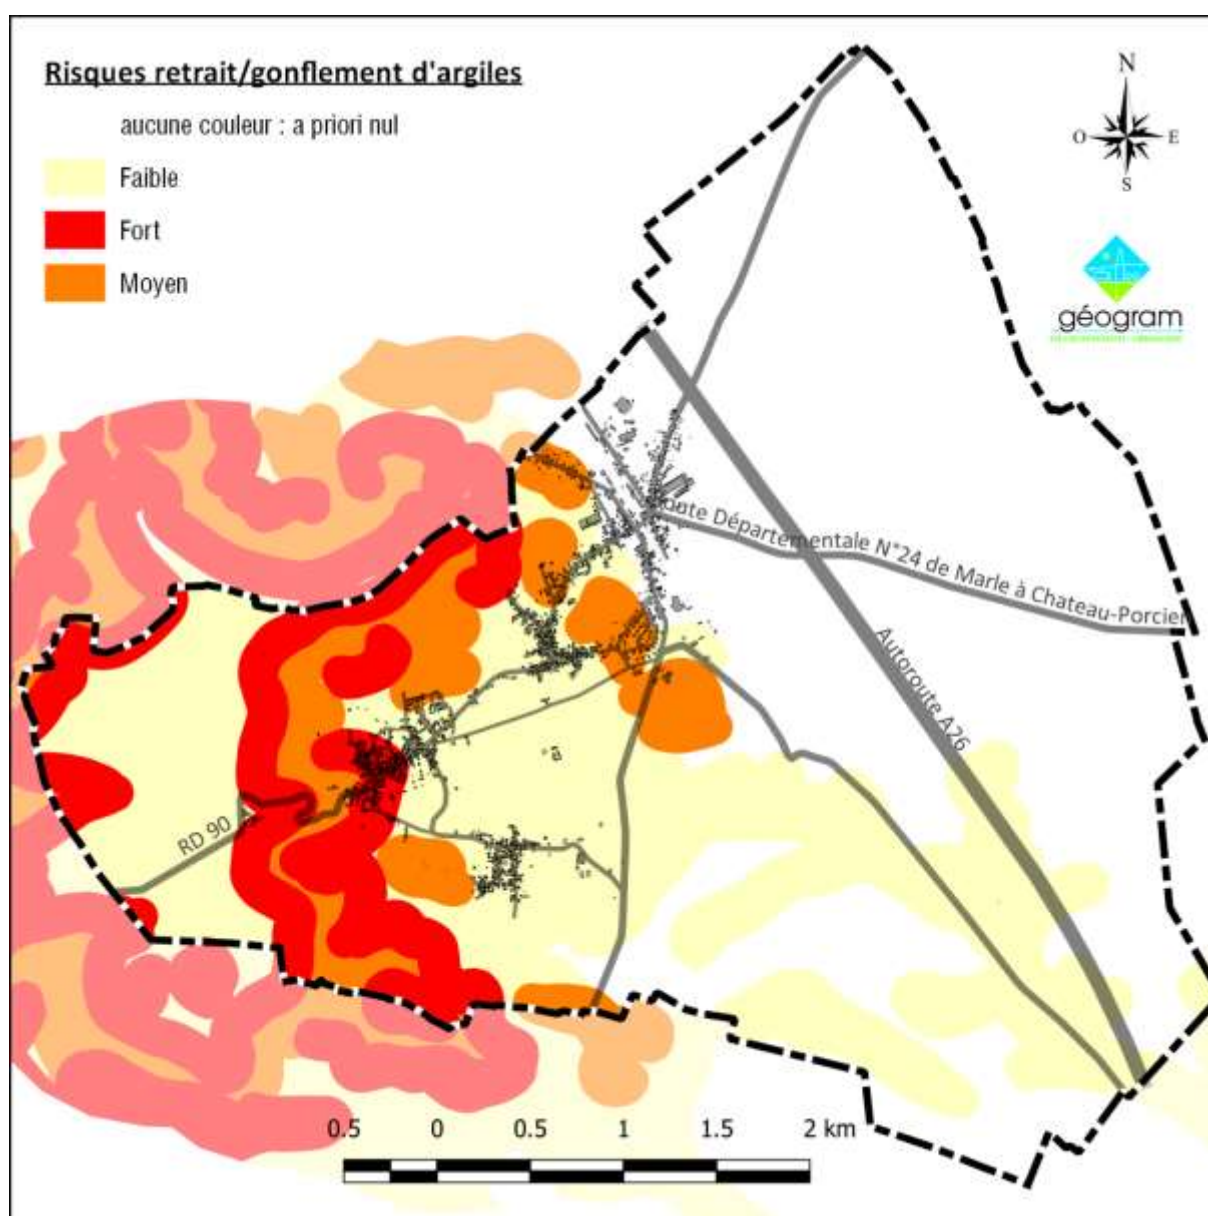 Risques retrait/gonflement d'argiles
aucune couleur : a priori nul
Faible
Fort
Moyen
N
O
E
S
géogram
Route Départementale N°24 de Marle à Chateau-Porcien
Autoroute A26
RD 90
0.5 0 0.5 1 1.5 2 km